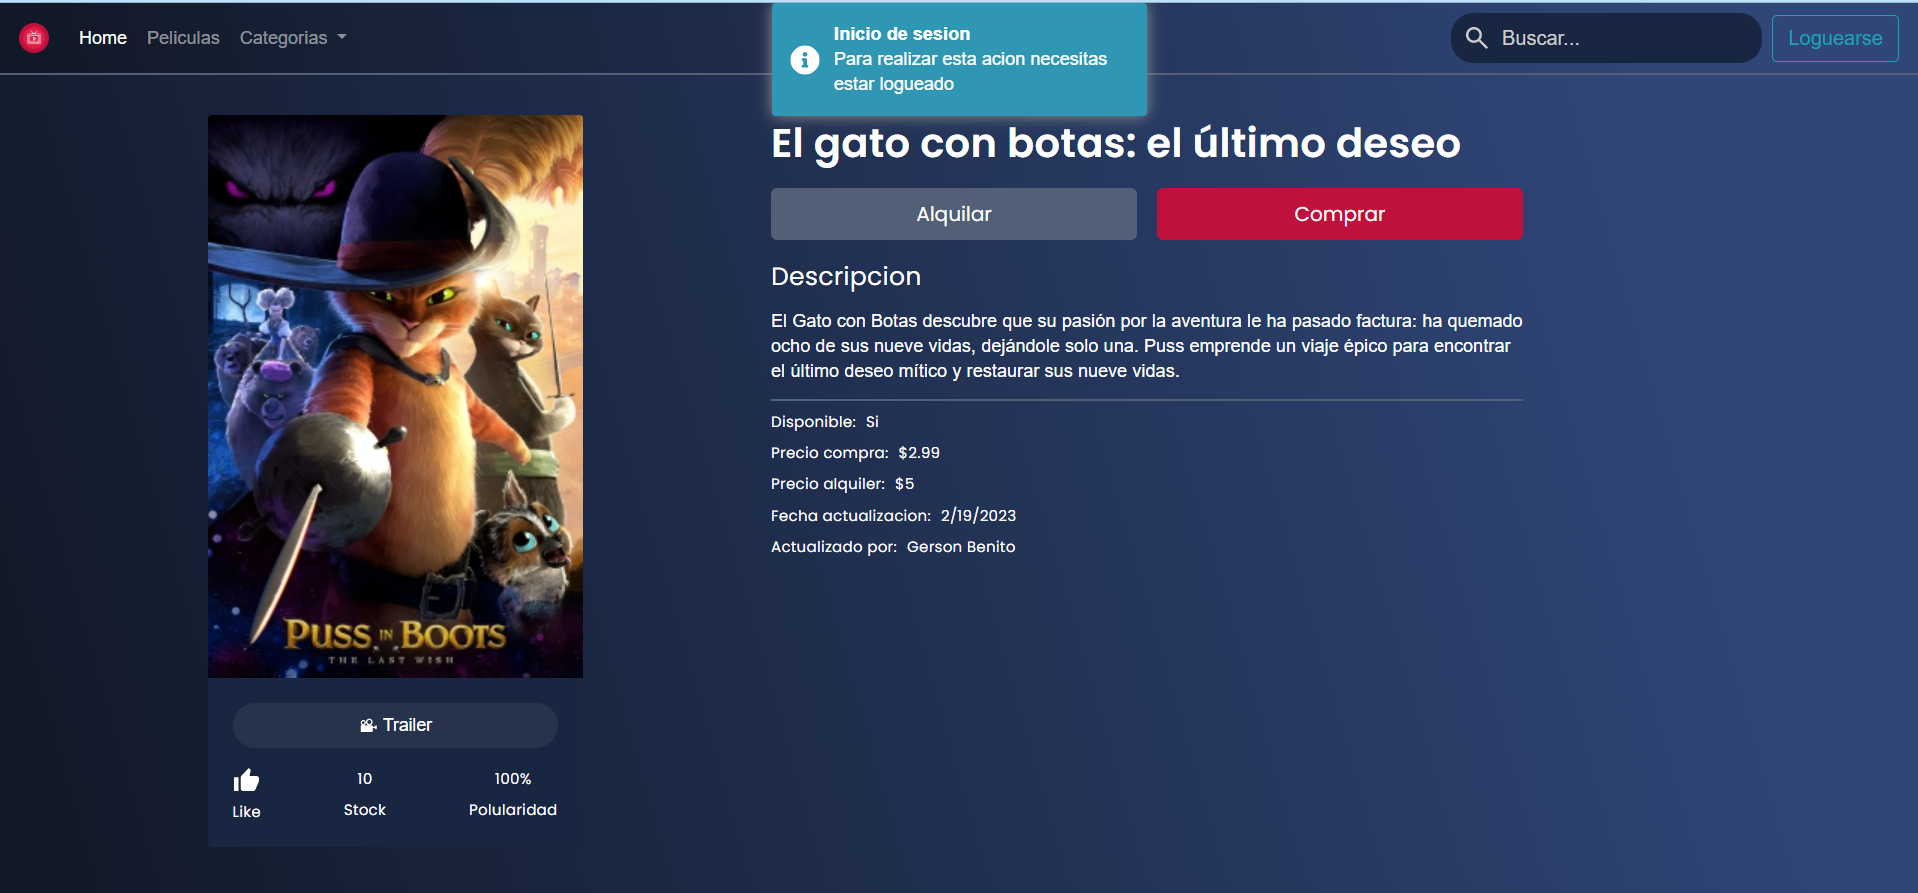 Home Peliculas Categorias
Inicio de sesion
Para realizar esta acion necesitas
estar logueado
Buscar...
Loguearse
PUSS IN BOOTS
THE LAST WISH
Trailer
10 100%
Like Stock Polularidad
El gato con botas: el último deseo
Alquilar Comprar
Descripcion
El Gato con Botas descubre que su pasión por la aventura le ha pasado factura: ha quemado
ocho de sus nueve vidas, dejándole solo una. Puss emprende un viaje épico para encontrar
el último deseo mítico y restaurar sus nueve vidas.
Disponible: Si
Precio compra: $2.99
Precio alquiler: $5
Fecha actualizacion: 2/19/2023
Actualizado por: Gerson Benito